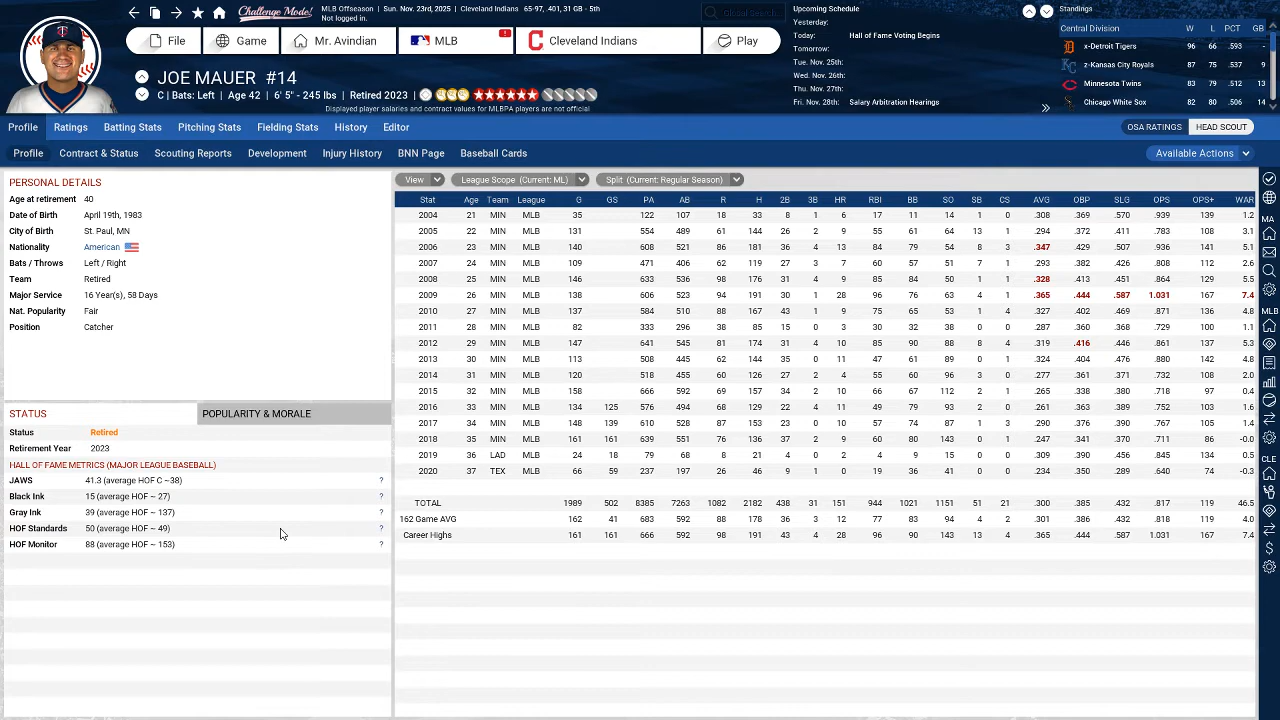 Challenge Mode!
MLB Offseason | Sun. Nov. 23rd, 2025 | Cleveland Indians 65-97, .401, 31 GB - 5th
Not logged in.
Global Search
File Game Mr. Avindian MLB ! Cleveland Indians Play
JOE MAUER #14
C | Bats: Left | Age 42 | 6' 5" - 245 lbs | Retired 2023
Displayed player salaries and contract values for MLBPA players are not official
Upcoming Schedule
Yesterday:
Today: Hall of Fame Voting Begins
Tomorrow:
Tue. Nov. 25th:
Wed. Nov. 26th:
Thu. Nov. 27th:
Fri. Nov. 28th: Salary Arbitration Hearings
Standings
Central Division W L PCT GB
x-Detroit Tigers 96 66 .593 -
z-Kansas City Royals 87 75 .537 9
Minnesota Twins 83 79 .512 13
Chicago White Sox 82 80 .506 14
Profile Ratings Batting Stats Pitching Stats Fielding Stats History Editor
OSA RATINGS HEAD SCOUT
Profile Contract & Status Scouting Reports Development Injury History BNN Page Baseball Cards
Available Actions
PERSONAL DETAILS
Age at retirement 40
Date of Birth April 19th, 1983
City of Birth St. Paul, MN
Nationality American
Bats / Throws Left / Right
Team Retired
Major Service 16 Year(s), 58 Days
Nat. Popularity Fair
Position Catcher
STATUS POPULARITY & MORALE
Status Retired
Retirement Year 2023
HALL OF FAME METRICS (MAJOR LEAGUE BASEBALL)
JAWS 41.3 (average HOF C ~38) ?
Black Ink 15 (average HOF ~ 27) ?
Gray Ink 39 (average HOF ~ 137) ?
HOF Standards 50 (average HOF ~ 49) ?
HOF Monitor 88 (average HOF ~ 153) ?
View League Scope (Current: ML) Split (Current: Regular Season)
Stat Age Team League G GS PA AB R H 2B 3B HR RBI BB SO SB CS AVG OBP SLG OPS OPS+ WAR
2004 21 MIN MLB 35 122 107 18 33 8 1 6 17 11 14 1 0 .308 .369 .570 .939 139 1.2
2005 22 MIN MLB 131 554 489 61 144 26 2 9 55 61 64 13 1 .294 .372 .411 .783 108 3.1
2006 23 MIN MLB 140 608 521 86 181 36 4 13 84 79 54 8 3 .347 .429 .507 .936 141 5.1
2007 24 MIN MLB 109 471 406 62 119 27 3 7 60 57 51 7 1 .293 .382 .426 .808 112 2.6
2008 25 MIN MLB 146 633 536 98 176 31 4 9 85 84 50 1 1 .328 .413 .451 .864 129 5.5
2009 26 MIN MLB 138 606 523 94 191 30 1 28 96 76 63 4 1 .365 .444 .587 1.031 167 7.4
2010 27 MIN MLB 137 584 510 88 167 43 1 9 75 65 53 1 4 .327 .402 .469 .871 136 4.8
2011 28 MIN MLB 82 333 296 38 85 15 0 3 30 32 38 0 0 .287 .360 .368 .729 100 1.1
2012 29 MIN MLB 147 641 545 81 174 31 4 10 85 90 88 8 4 .319 .416 .446 .861 137 5.3
2013 30 MIN MLB 113 508 445 62 144 35 0 11 47 61 89 0 1 .324 .404 .476 .880 142 4.8
2014 31 MIN MLB 120 518 455 60 126 27 2 4 55 60 96 3 0 .277 .361 .371 .732 108 2.0
2015 32 MIN MLB 158 666 592 69 157 34 2 10 66 67 112 2 1 .265 .338 .380 .718 97 0.4
2016 33 MIN MLB 134 125 576 494 68 129 22 4 11 49 79 93 2 4 .261 .363 .389 .752 103 1.6
2017 34 MIN MLB 148 139 610 525 87 153 23 0 10 57 74 87 1 3 .290 .376 .390 .767 105 1.4
2018 35 MIN MLB 161 161 639 551 76 136 37 2 9 60 80 143 0 0 .247 .341 .370 .711 86 -0.0
2019 36 LAD MLB 24 18 79 68 8 21 4 0 2 4 9 15 0 0 .309 .390 .456 .845 134 0.5
2020 37 TEX MLB 66 59 237 197 26 46 9 1 0 19 36 41 0 0 .234 .350 .289 .640 74 -0.3
TOTAL 1989 502 8385 7263 1082 2182 438 31 151 944 1021 1151 51 21 .300 .385 .432 .817 119 46.5
162 Game AVG 162 41 683 592 88 178 36 3 12 77 83 94 4 2 .301 .386 .432 .818 119 4.0
Career Highs 161 161 666 592 98 191 43 4 28 96 90 143 13 4 .365 .444 .587 1.031 167 7.4
MA
MLB
CLE